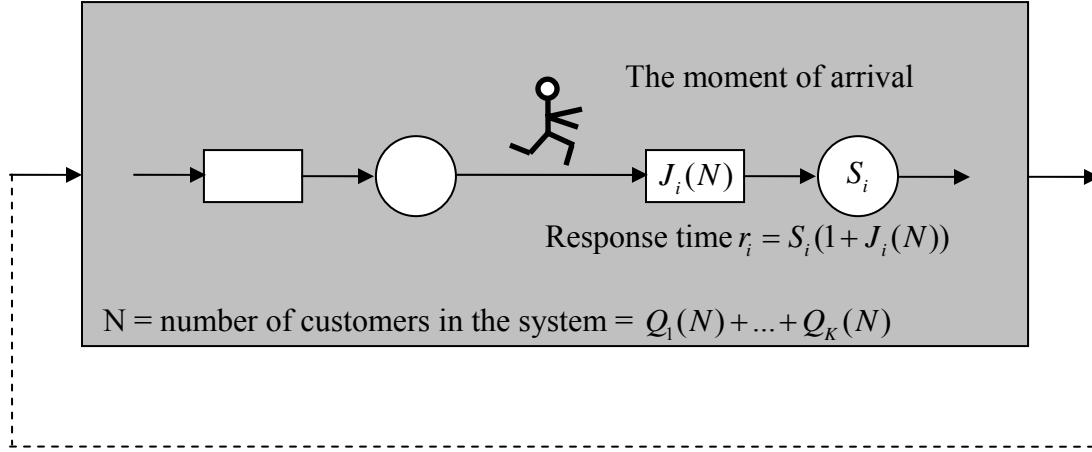 The moment of arrival
J_i(N)
S_i
Response time r_i = S_i(1 + J_i(N))
N = number of customers in the system = Q_1(N) + ... + Q_K(N)